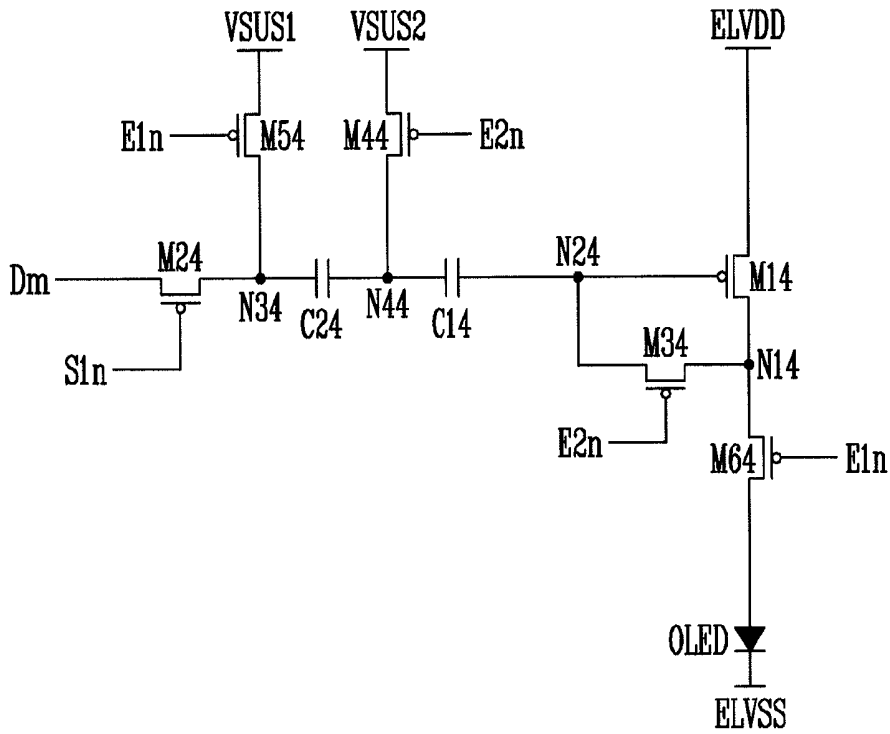 VSUS1 VSUS2 ELVDD
E1n M54 M44 E2n
M24 N24
Dm N34 C24 N44 C14 M14
S1n M34 N14
E2n M64 E1n
OLED
ELVSS